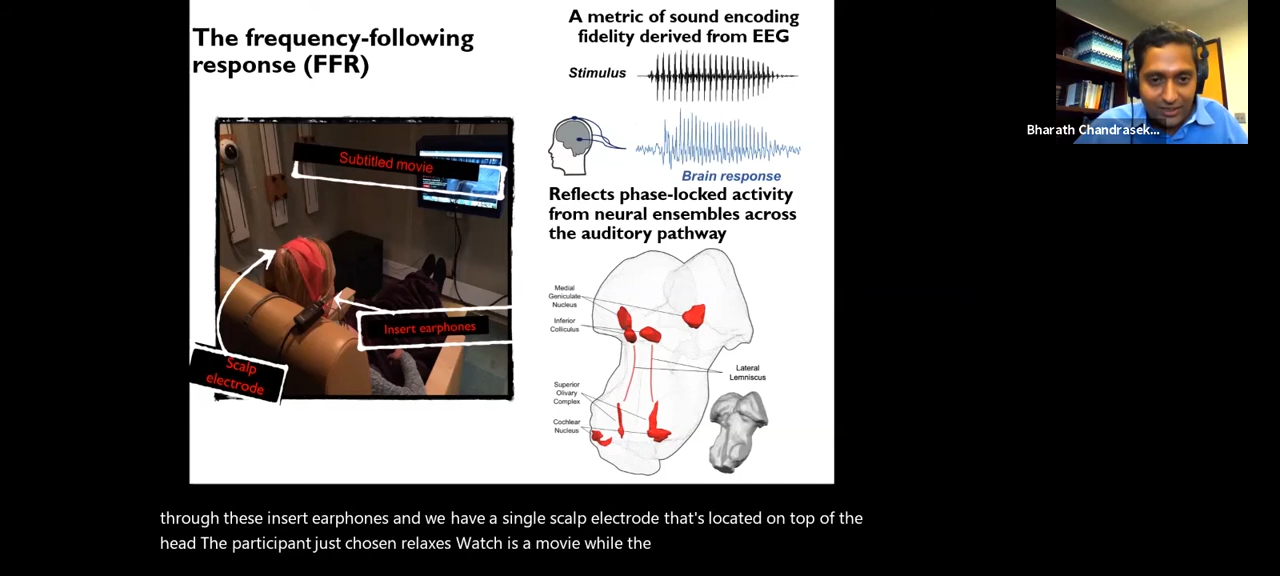 The frequency-following
response (FFR)
Subtitled movie
Insert earphones
Scalp
electrode
A metric of sound encoding
fidelity derived from EEG
Stimulus
Brain response
Reflects phase-locked activity
from neural ensembles across
the auditory pathway
Medial
Geniculate
Nucleus
Inferior
Colliculus
Lateral
Lemniscus
Superior
Olivary
Complex
Cochlear
Nucleus
Bharath Chandrasek...
through these insert earphones and we have a single scalp electrode that's located on top of the
head The participant just chosen relaxes Watch is a movie while the